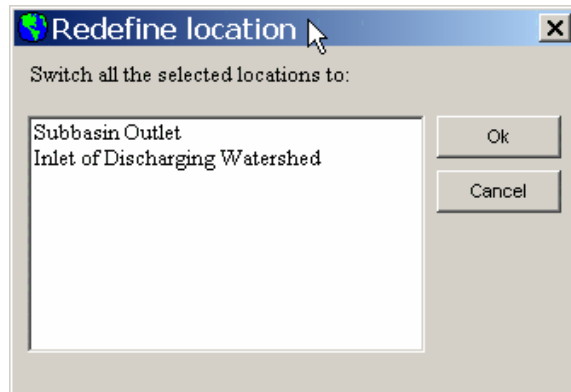 Redefine location
Switch all the selected locations to:
Subbasin Outlet
Inlet of Discharging Watershed
Ok
Cancel